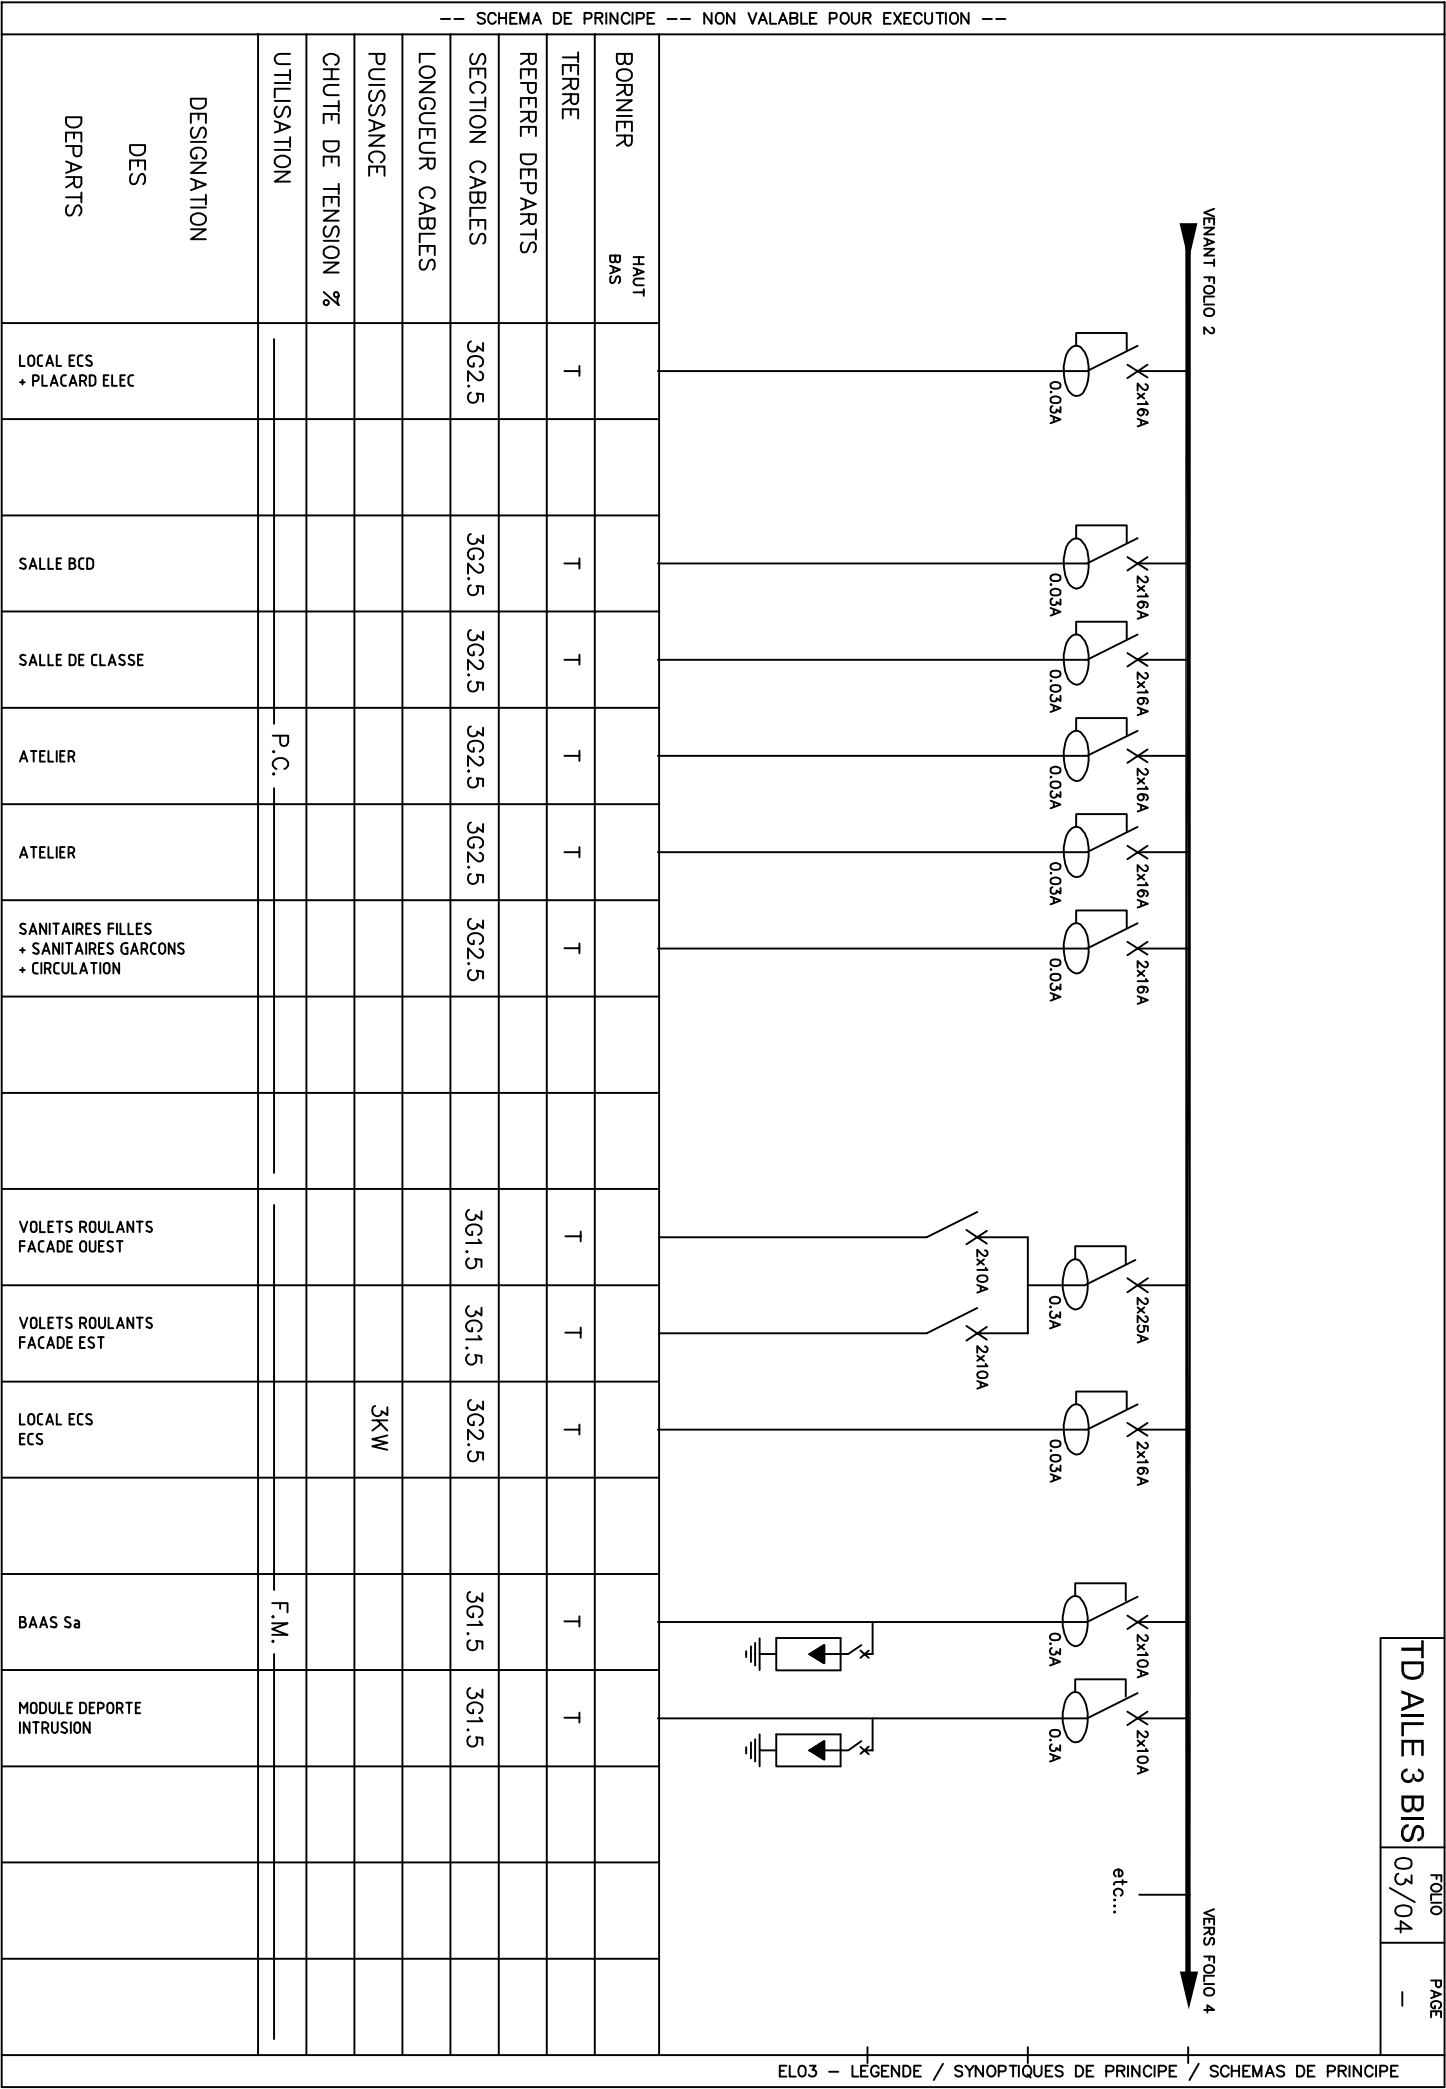 -- SCHEMA DE PRINCIPE -- NON VALABLE POUR EXECUTION --
TD AILE 3 BIS
FOLIO
03/04
PAGE
-
VENANT FOLIO 2
VERS FOLIO 4
2x16A
0.03A
2x16A
0.03A
2x16A
0.03A
2x16A
0.03A
2x16A
0.03A
2x16A
0.03A
2x25A
0.3A
2x10A
2x10A
2x16A
0.03A
2x10A
0.3A
2x10A
0.3A
etc...
BORNIER
HAUT
BAS
TERRE
T T T T T T T T T T T
REPERE DEPARTS
SECTION CABLES
3G2.5 3G2.5 3G2.5 3G2.5 3G2.5 3G2.5 3G1.5 3G1.5 3G2.5 3G1.5 3G1.5
LONGUEUR CABLES
PUISSANCE
3KW
CHUTE DE TENSION %
UTILISATION
P.C.
F.M.
DESIGNATION
DES
DEPARTS
LOCAL ECS
+ PLACARD ELEC
SALLE BCD
SALLE DE CLASSE
ATELIER
ATELIER
SANITAIRES FILLES
+ SANITAIRES GARCONS
+ CIRCULATION
VOLETS ROULANTS
FACADE OUEST
VOLETS ROULANTS
FACADE EST
LOCAL ECS
ECS
BAAS Sa
MODULE DEPORTE
INTRUSION
EL03 - LEGENDE / SYNOPTIQUES DE PRINCIPE / SCHEMAS DE PRINCIPE